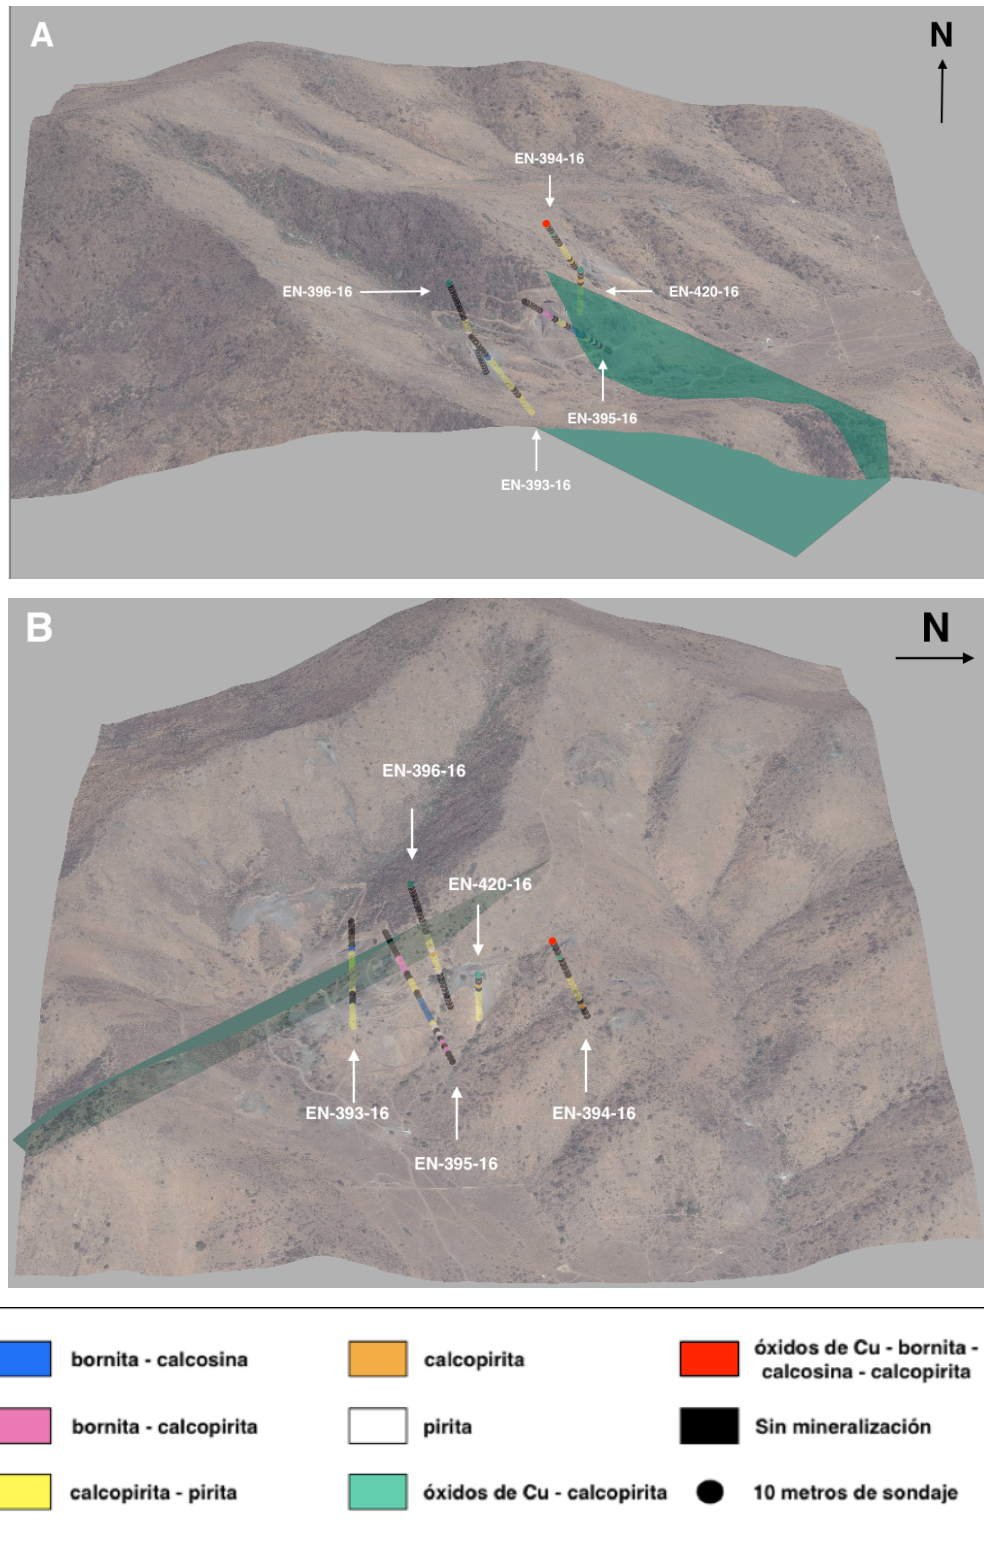 A
N
EN-394-16
EN-396-16
EN-420-16
EN-395-16
EN-393-16
B
N
EN-396-16
EN-420-16
EN-393-16
EN-394-16
EN-395-16
bornita - calcosina
calcopirita
óxidos de Cu - bornita -
calcosina - calcopirita
bornita - calcopirita
pirita
Sin mineralización
calcopirita - pirita
óxidos de Cu - calcopirita
10 metros de sondaje